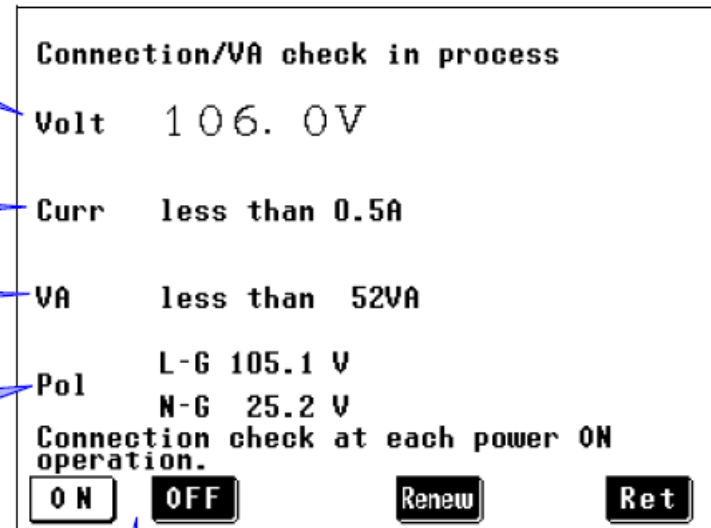 Connection/VA check in process
Volt 106.0V
Curr less than 0.5A
VA less than 52VA
Pol L-G 105.1 V
N-G 25.2 V
Connection check at each power ON
operation.
ON OFF Renew Ret